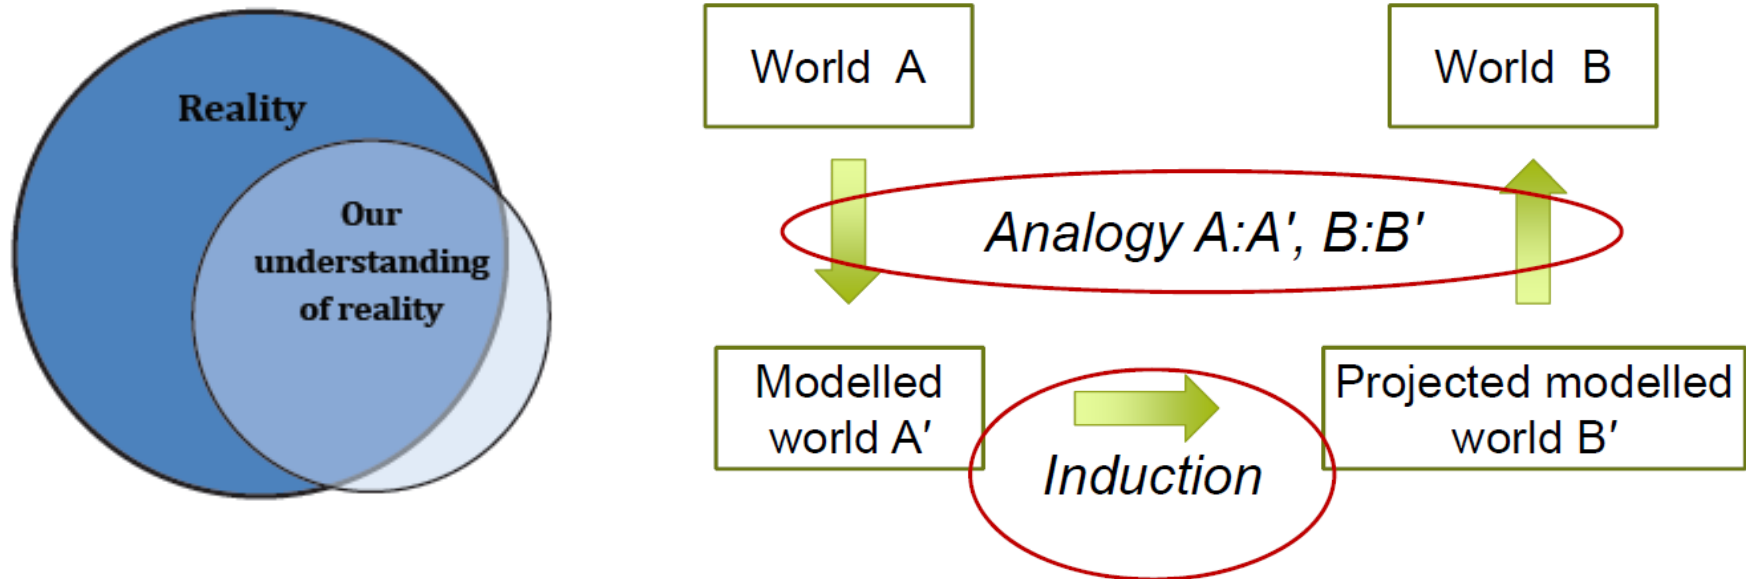 Reality
Our
understanding
of reality
World A
World B
Analogy A:A′, B:B′
Modelled
world A′
Induction
Projected modelled
world B′